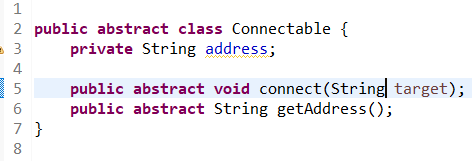 1
2 public abstract class Connectable {
3     private String address;
4
5     public abstract void connect(String target);
6     public abstract String getAddress();
7 }
8